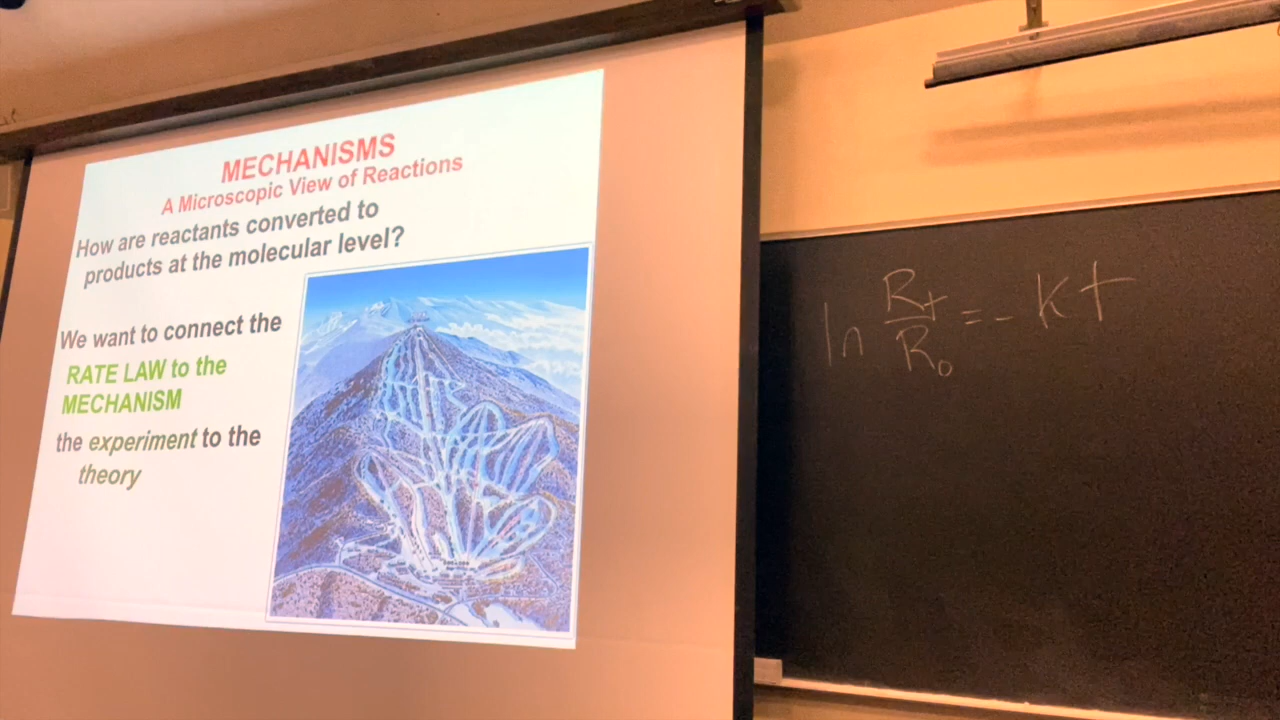 MECHANISMS
A Microscopic View of Reactions
How are reactants converted to
products at the molecular level?
We want to connect the
RATE LAW to the
MECHANISM
the experiment to the
theory
ln Rt/R0 = - Kt